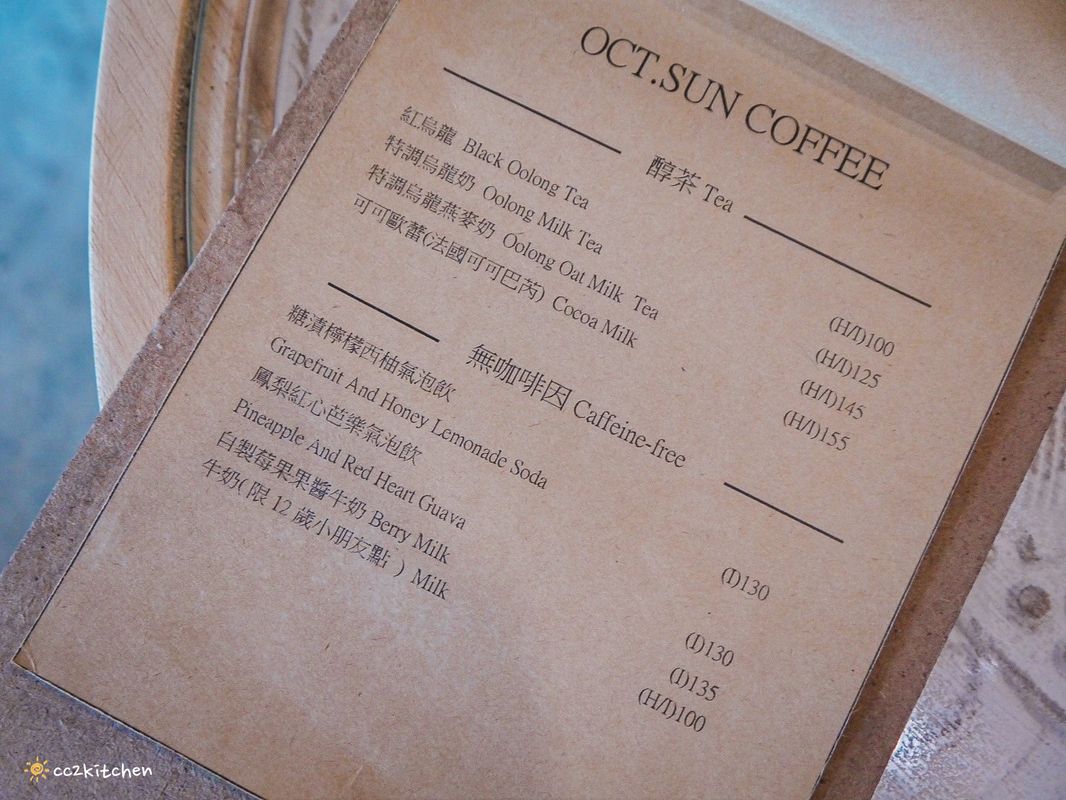 OCT.SUN COFFEE
醇茶 Tea
紅烏龍 Black Oolong Tea (H/I)100
特調烏龍奶 Oolong Milk Tea (H/I)125
特調烏龍燕麥奶 Oolong Oat Milk Tea (H/I)145
可可歐蕾(法國可可巴芮) Cocoa Milk (H/I)155
無咖啡因 Caffeine-free
糖漬檸檬西柚氣泡飲
Grapefruit And Honey Lemonade Soda (I)130
鳳梨紅心芭樂氣泡飲
Pineapple And Red Heart Guava (I)130
自製莓果果醬牛奶 Berry Milk (I)135
牛奶( 限 12 歲小朋友點 ) Milk (H/I)100
cc2kitchen